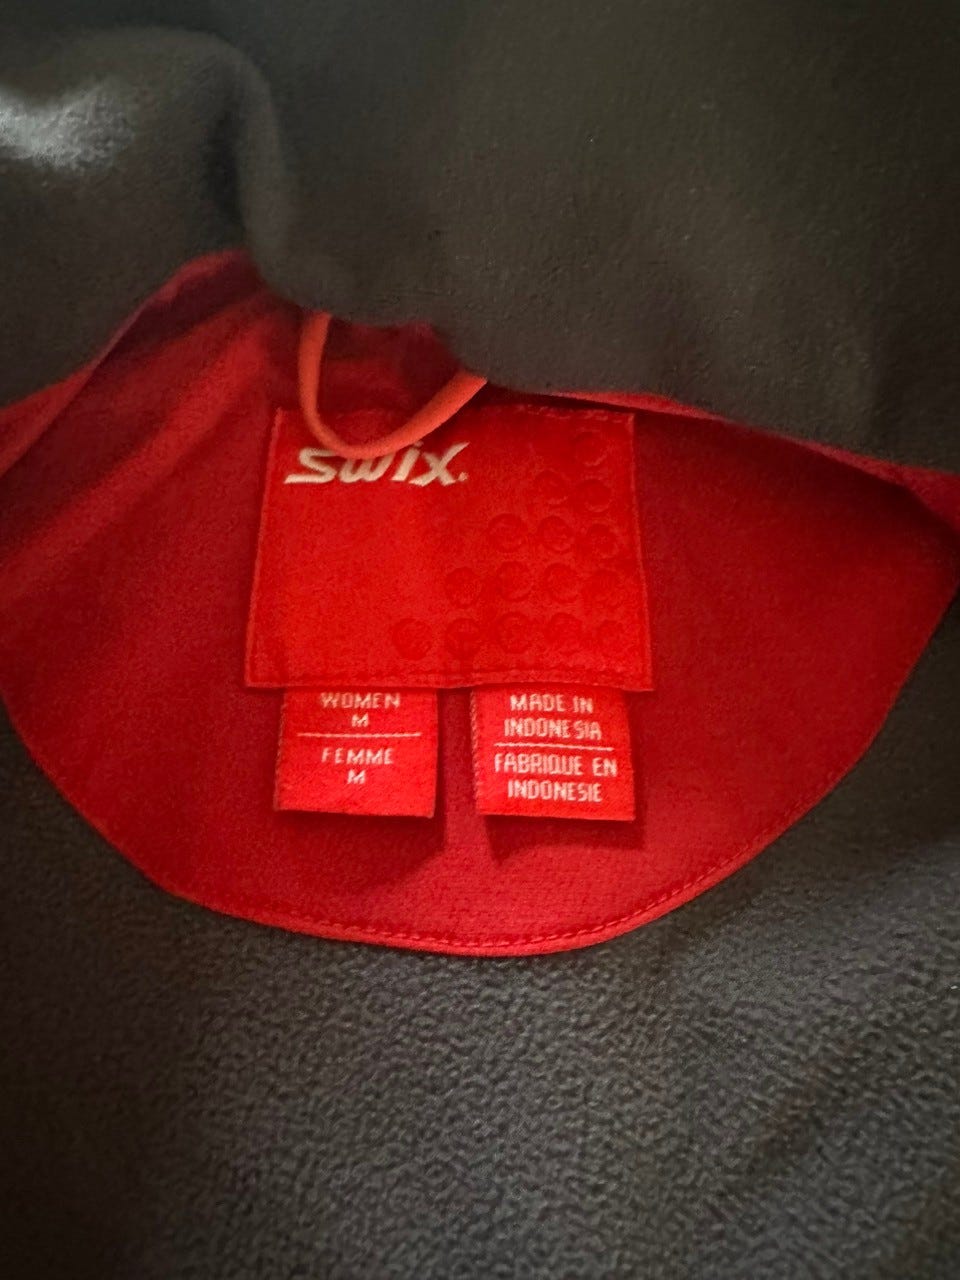 Swix.
WOMEN
M
FEMME
M
MADE IN
INDONESIA
FABRIQUE EN
INDONESIE